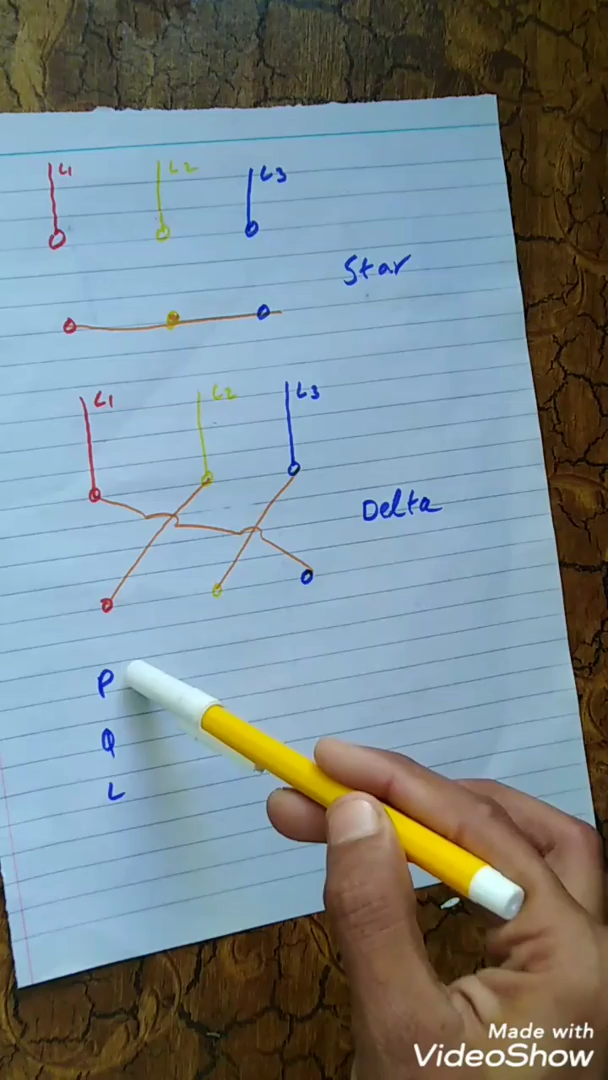 L1 L2 L3
Star
L1 L2 L3
Delta
P
Q
L
Made with
VideoShow